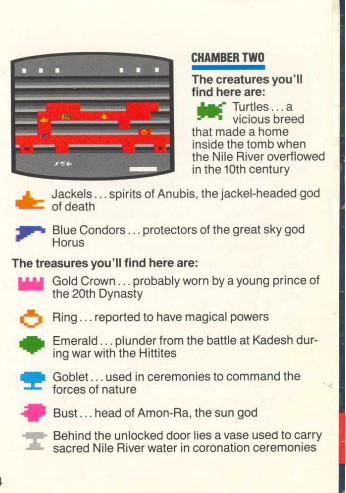 CHAMBER TWO
The creatures you'll
find here are:
Turtles...a
vicious breed
that made a home
inside the tomb when
the Nile River overflowed
in the 10th century
Jackels...spirits of Anubis, the jackel-headed god
of death
Blue Condors...protectors of the great sky god
Horus
The treasures you'll find here are:
Gold Crown...probably worn by a young prince of
the 20th Dynasty
Ring...reported to have magical powers
Emerald...plunder from the battle at Kadesh dur-
ing war with the Hittites
Goblet...used in ceremonies to command the
forces of nature
Bust...head of Amon-Ra, the sun god
Behind the unlocked door lies a vase used to carry
sacred Nile River water in coronation ceremonies
4